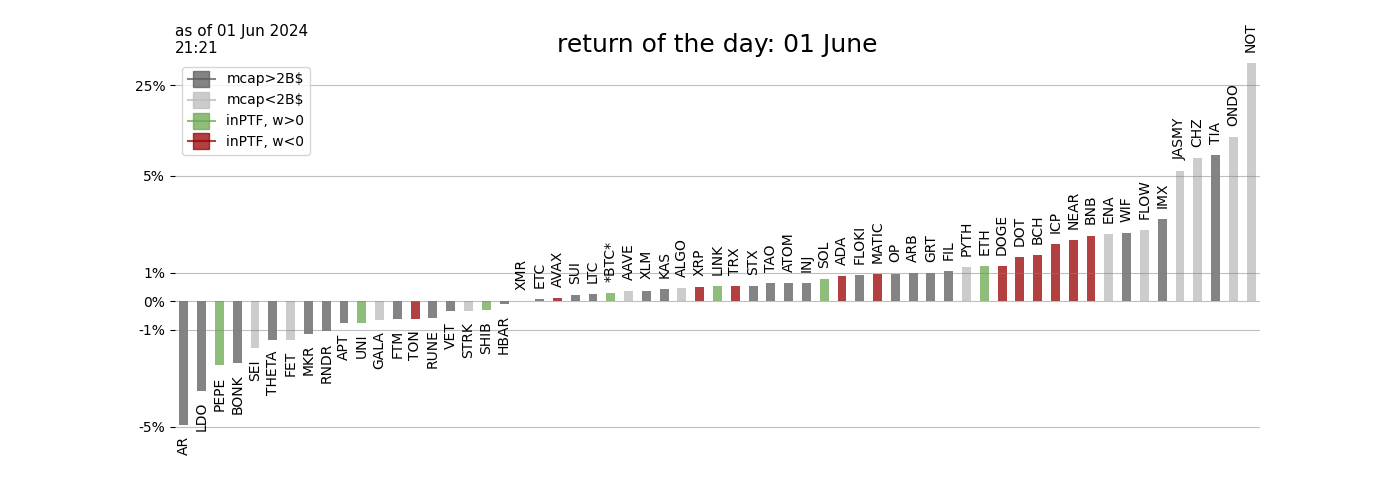 as of 01 Jun 2024
21:21
return of the day: 01 June
mcap>2B$
mcap<2B$
inPTF, w>0
inPTF, w<0
25%
5%
1%
0%
-1%
-5%
AR
LDO
PEPE
BONK
SEI
THETA
FET
MKR
RNDR
APT
UNI
GALA
FTM
TON
RUNE
VET
STRK
SHIB
HBAR
XMR
ETC
AVAX
SUI
LTC
*BTC*
AAVE
XLM
KAS
ALGO
XRP
LINK
TRX
STX
TAO
ATOM
INJ
SOL
ADA
FLOKI
MATIC
OP
ARB
GRT
FIL
PYTH
ETH
DOGE
DOT
BCH
ICP
NEAR
BNB
ENA
WIF
FLOW
IMX
JASMY
CHZ
TIA
ONDO
NOT